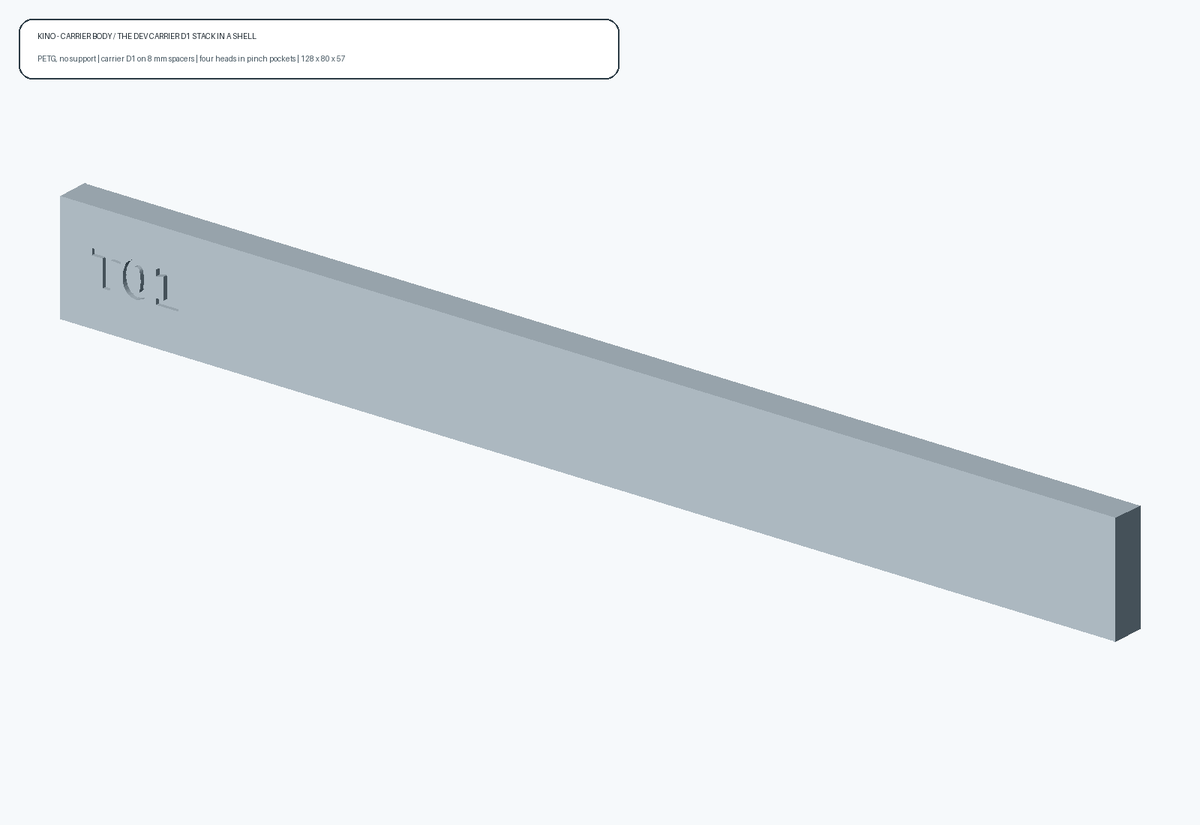 KINO - CARRIER BODY / THE DEV CARRIER D1 STACK IN A SHELL
PETG, no support | carrier D1 on 8 mm spacers | four heads in pinch pockets | 128 x 80 x 57
T01